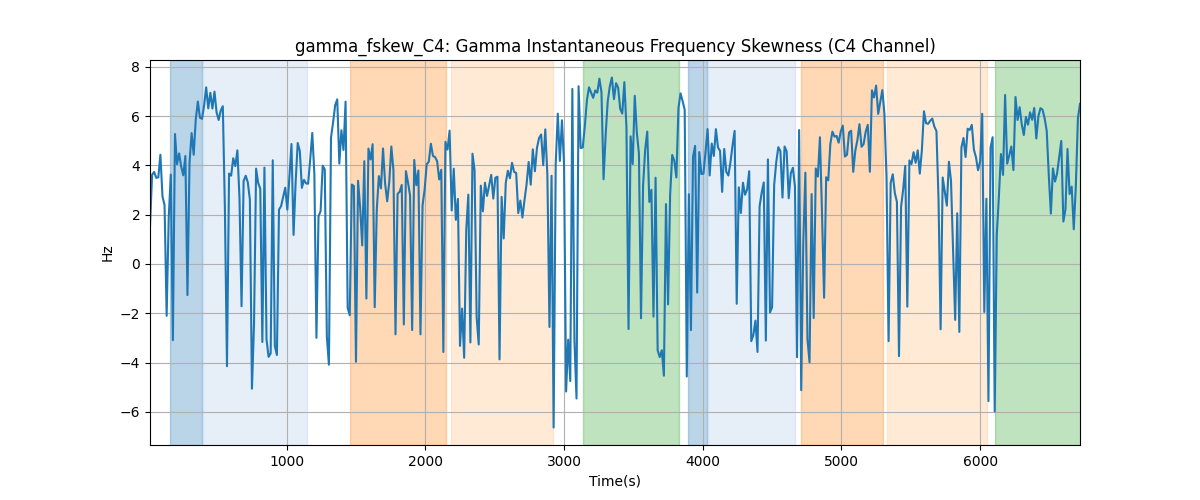 gamma_fskew_C4: Gamma Instantaneous Frequency Skewness (C4 Channel)
8
6
4
2
0
−2
−4
−6
Hz
1000 2000 3000 4000 5000 6000
Time(s)